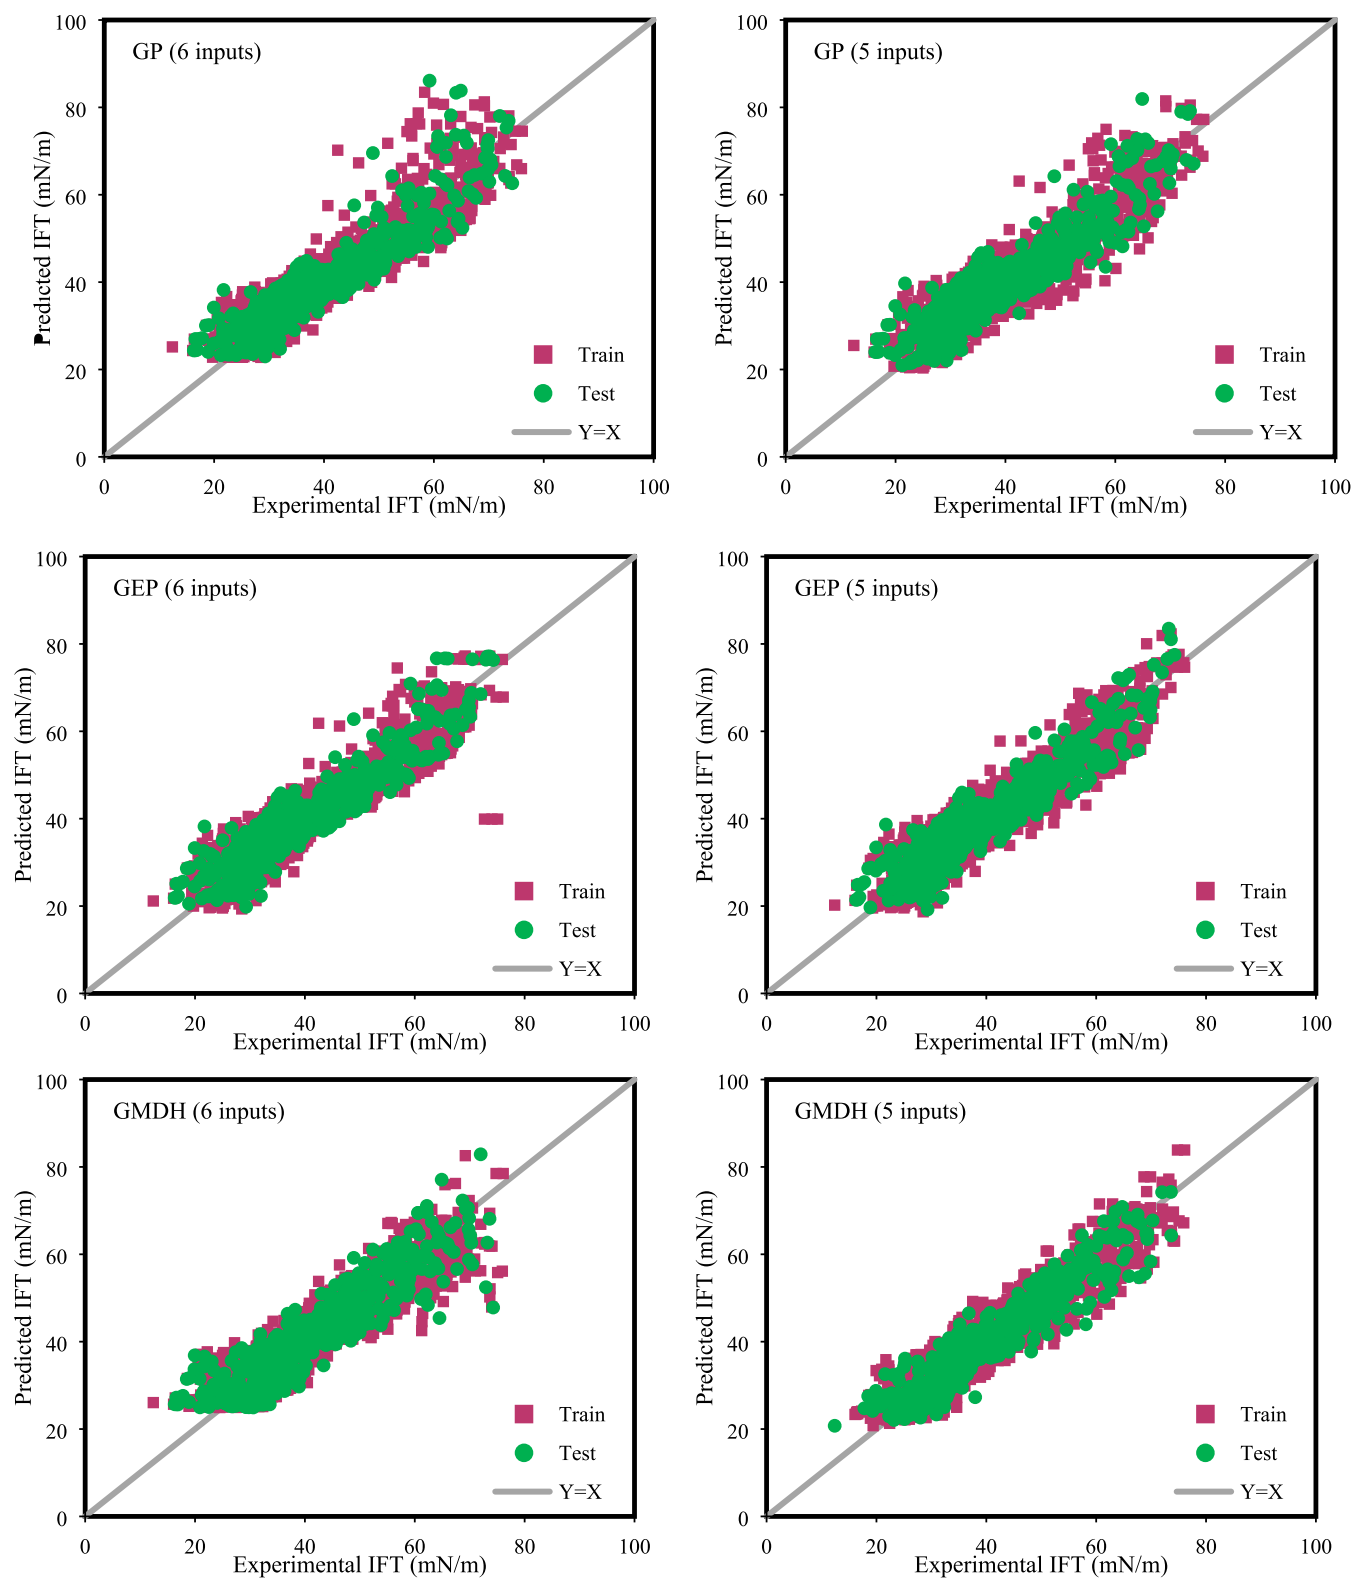 GP (6 inputs)
Predicted IFT (mN/m)
100
80
60
40
20
0
Train
Test
Y=X
0 20 40 60 80 100
Experimental IFT (mN/m)
GP (5 inputs)
Predicted IFT (mN/m)
100
80
60
40
20
0
Train
Test
Y=X
0 20 40 60 80 100
Experimental IFT (mN/m)
GEP (6 inputs)
Predicted IFT (mN/m)
100
80
60
40
20
0
Train
Test
Y=X
0 20 40 60 80 100
Experimental IFT (mN/m)
GEP (5 inputs)
Predicted IFT (mN/m)
100
80
60
40
20
0
Train
Test
Y=X
0 20 40 60 80 100
Experimental IFT (mN/m)
GMDH (6 inputs)
Predicted IFT (mN/m)
100
80
60
40
20
0
Train
Test
Y=X
0 20 40 60 80 100
Experimental IFT (mN/m)
GMDH (5 inputs)
Predicted IFT (mN/m)
100
80
60
40
20
0
Train
Test
Y=X
0 20 40 60 80 100
Experimental IFT (mN/m)